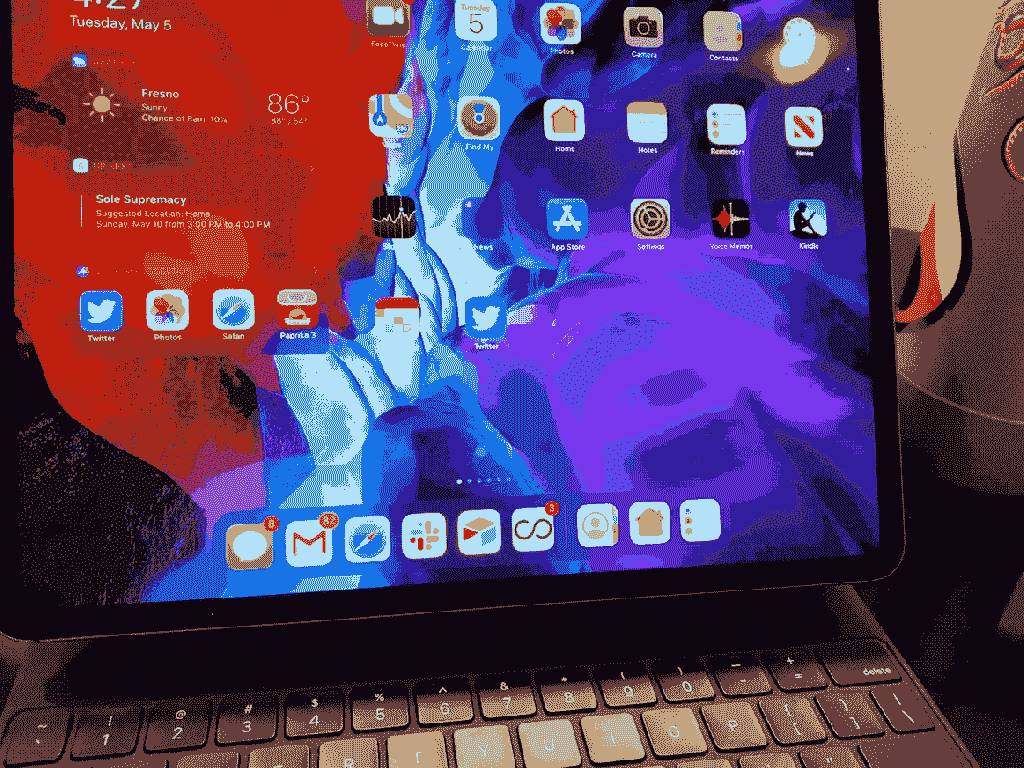 4:27
Tuesday, May 5
Fresno
Sunny
Chance of Rain: 10%
86°
88° / 54°
Sole Supremacy
Suggested Location: Home
Sunday, May 10 from 3:00 PM to 4:00 PM
Twitter
Photos
Safari
Paprika 3
FaceTime
Tuesday
5
Calendar
Photos
Camera
Contacts
Find My
Home
Notes
Reminders
News
App Store
Settings
Voice Memos
Kindle
Twitter
6
3
~ ! @ # $ % ^ & * ( ) _ + delete
` 1 2 3 4 5 6 7 8 9 0 - =
r y u i o p { [ } ] | \